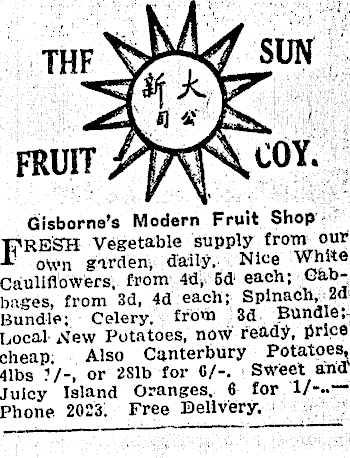 THE SUN
新 大
司 公
FRUIT COY.
Gisborne's Modern Fruit Shop
FRESH Vegetable supply from our
own garden, daily. Nice White
Cauliflowers, from 4d, 5d each; Cab-
bages, from 3d, 4d each; Spinach, 2d
Bundle; Celery, from 3d Bundle;
Local New Potatoes, now ready, price
cheap. Also Canterbury Potatoes,
4lbs 1/-, or 28lb for 6/-. Sweet and
Juicy Island Oranges, 6 for 1/-.—
Phone 2023. Free Delivery.